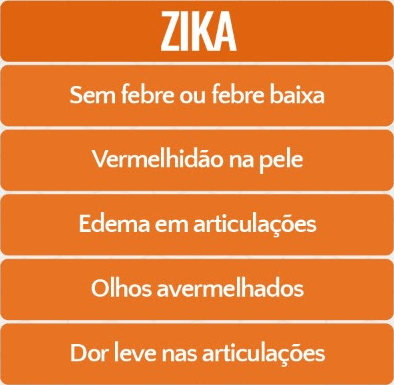 ZIKA
Sem febre ou febre baixa
Vermelhidão na pele
Edema em articulações
Olhos avermelhados
Dor leve nas articulações